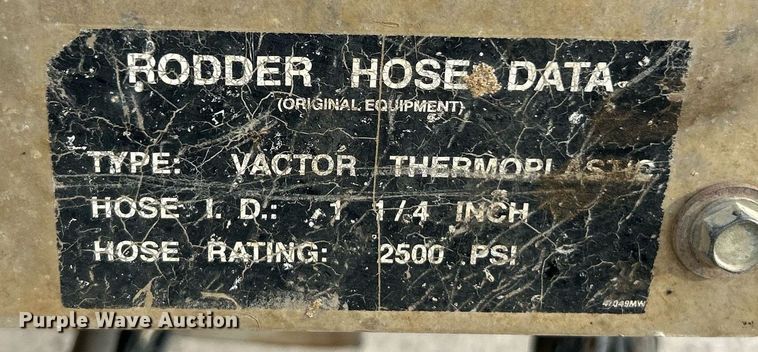 RODDER HOSE DATA
(ORIGINAL EQUIPMENT)
TYPE: VACTOR THERMOPLASTIC
HOSE I.D.: 1 1/4 INCH
HOSE RATING: 2500 PSI
47049MW
Purple Wave Auction